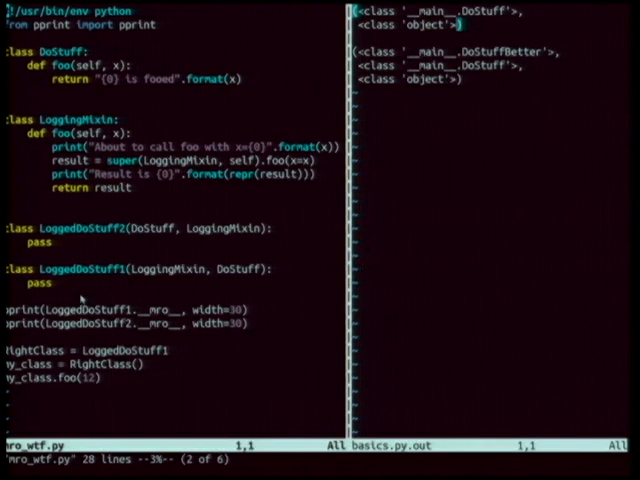 #!/usr/bin/env python
from pprint import pprint
class DoStuff:
def foo(self, x):
return "{0} is fooed".format(x)
class LoggingMixin:
def foo(self, x):
print("About to call foo with x={0}".format(x))
result = super(LoggingMixin, self).foo(x=x)
print("Result is {0}".format(repr(result)))
return result
class LoggedDoStuff2(DoStuff, LoggingMixin):
pass
class LoggedDoStuff1(LoggingMixin, DoStuff):
pass
pprint(LoggedDoStuff1.__mro__, width=30)
pprint(LoggedDoStuff2.__mro__, width=30)
RightClass = LoggedDoStuff1
my_class = RightClass()
my_class.foo(12)
mro_wtf.py 1,1 All
"mro_wtf.py" 28 lines --3%-- (2 of 6)
(<class '__main__.DoStuff'>,
<class 'object'>)
(<class '__main__.DoStuffBetter'>,
<class '__main__.DoStuff'>,
<class 'object'>)
basics.py.out 1,1 All